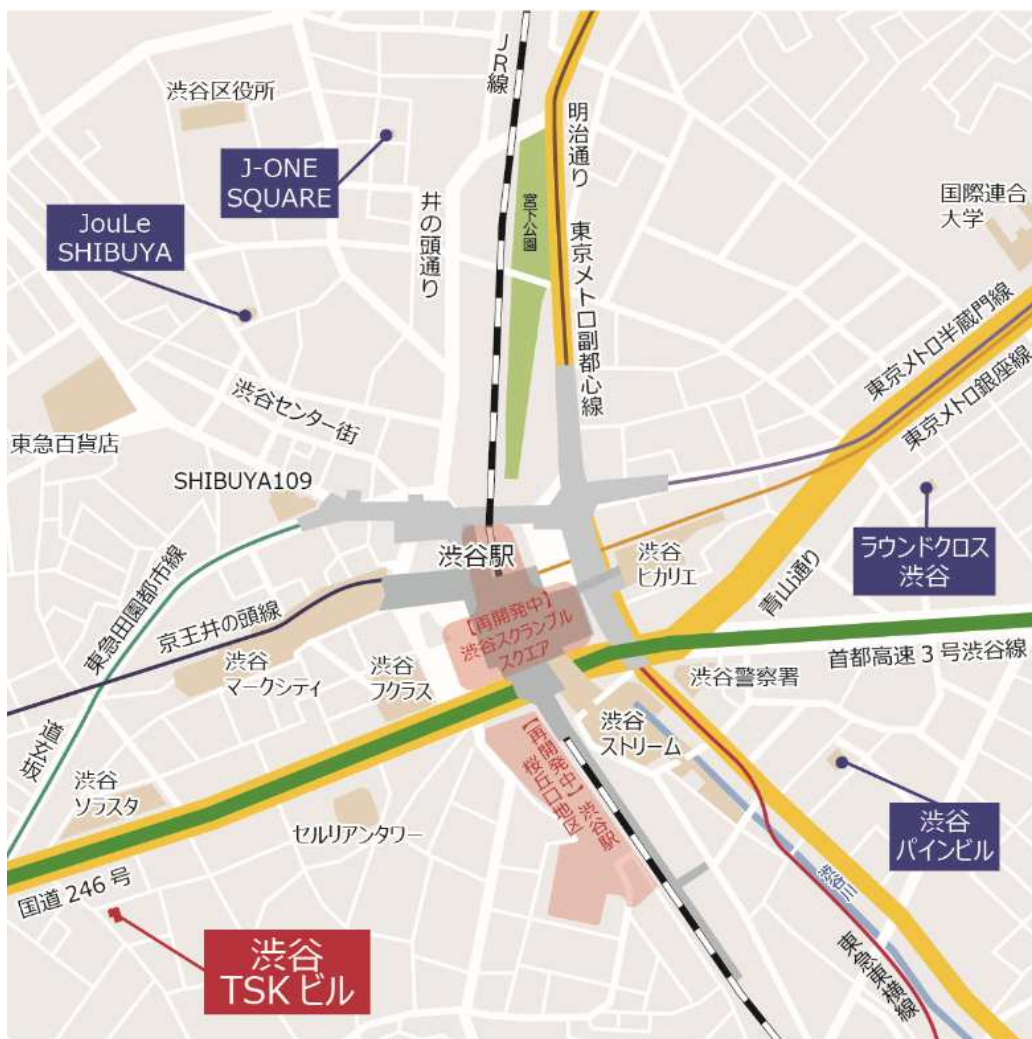 渋谷区役所
JR線
J-ONE
SQUARE
JouLe
SHIBUYA
井の頭通り
宮下公園
明治通り
東京メトロ副都心線
国際連合
大学
東京メトロ半蔵門線
東京メトロ銀座線
渋谷センター街
東急百貨店
SHIBUYA109
渋谷駅
渋谷
ヒカリエ
ラウンドクロス
渋谷
青山通り
東急田園都市線
京王井の頭線
【再開発中】
渋谷スクランブル
スクエア
首都高速3号渋谷線
渋谷
マークシティ
渋谷
フクラス
渋谷警察署
渋谷
ストリーム
道玄坂
渋谷
ソラスタ
セルリアンタワー
【再開発中】渋谷駅
桜丘口地区
渋谷
パインビル
渋谷川
国道246号
渋谷
TSKビル
東急東横線